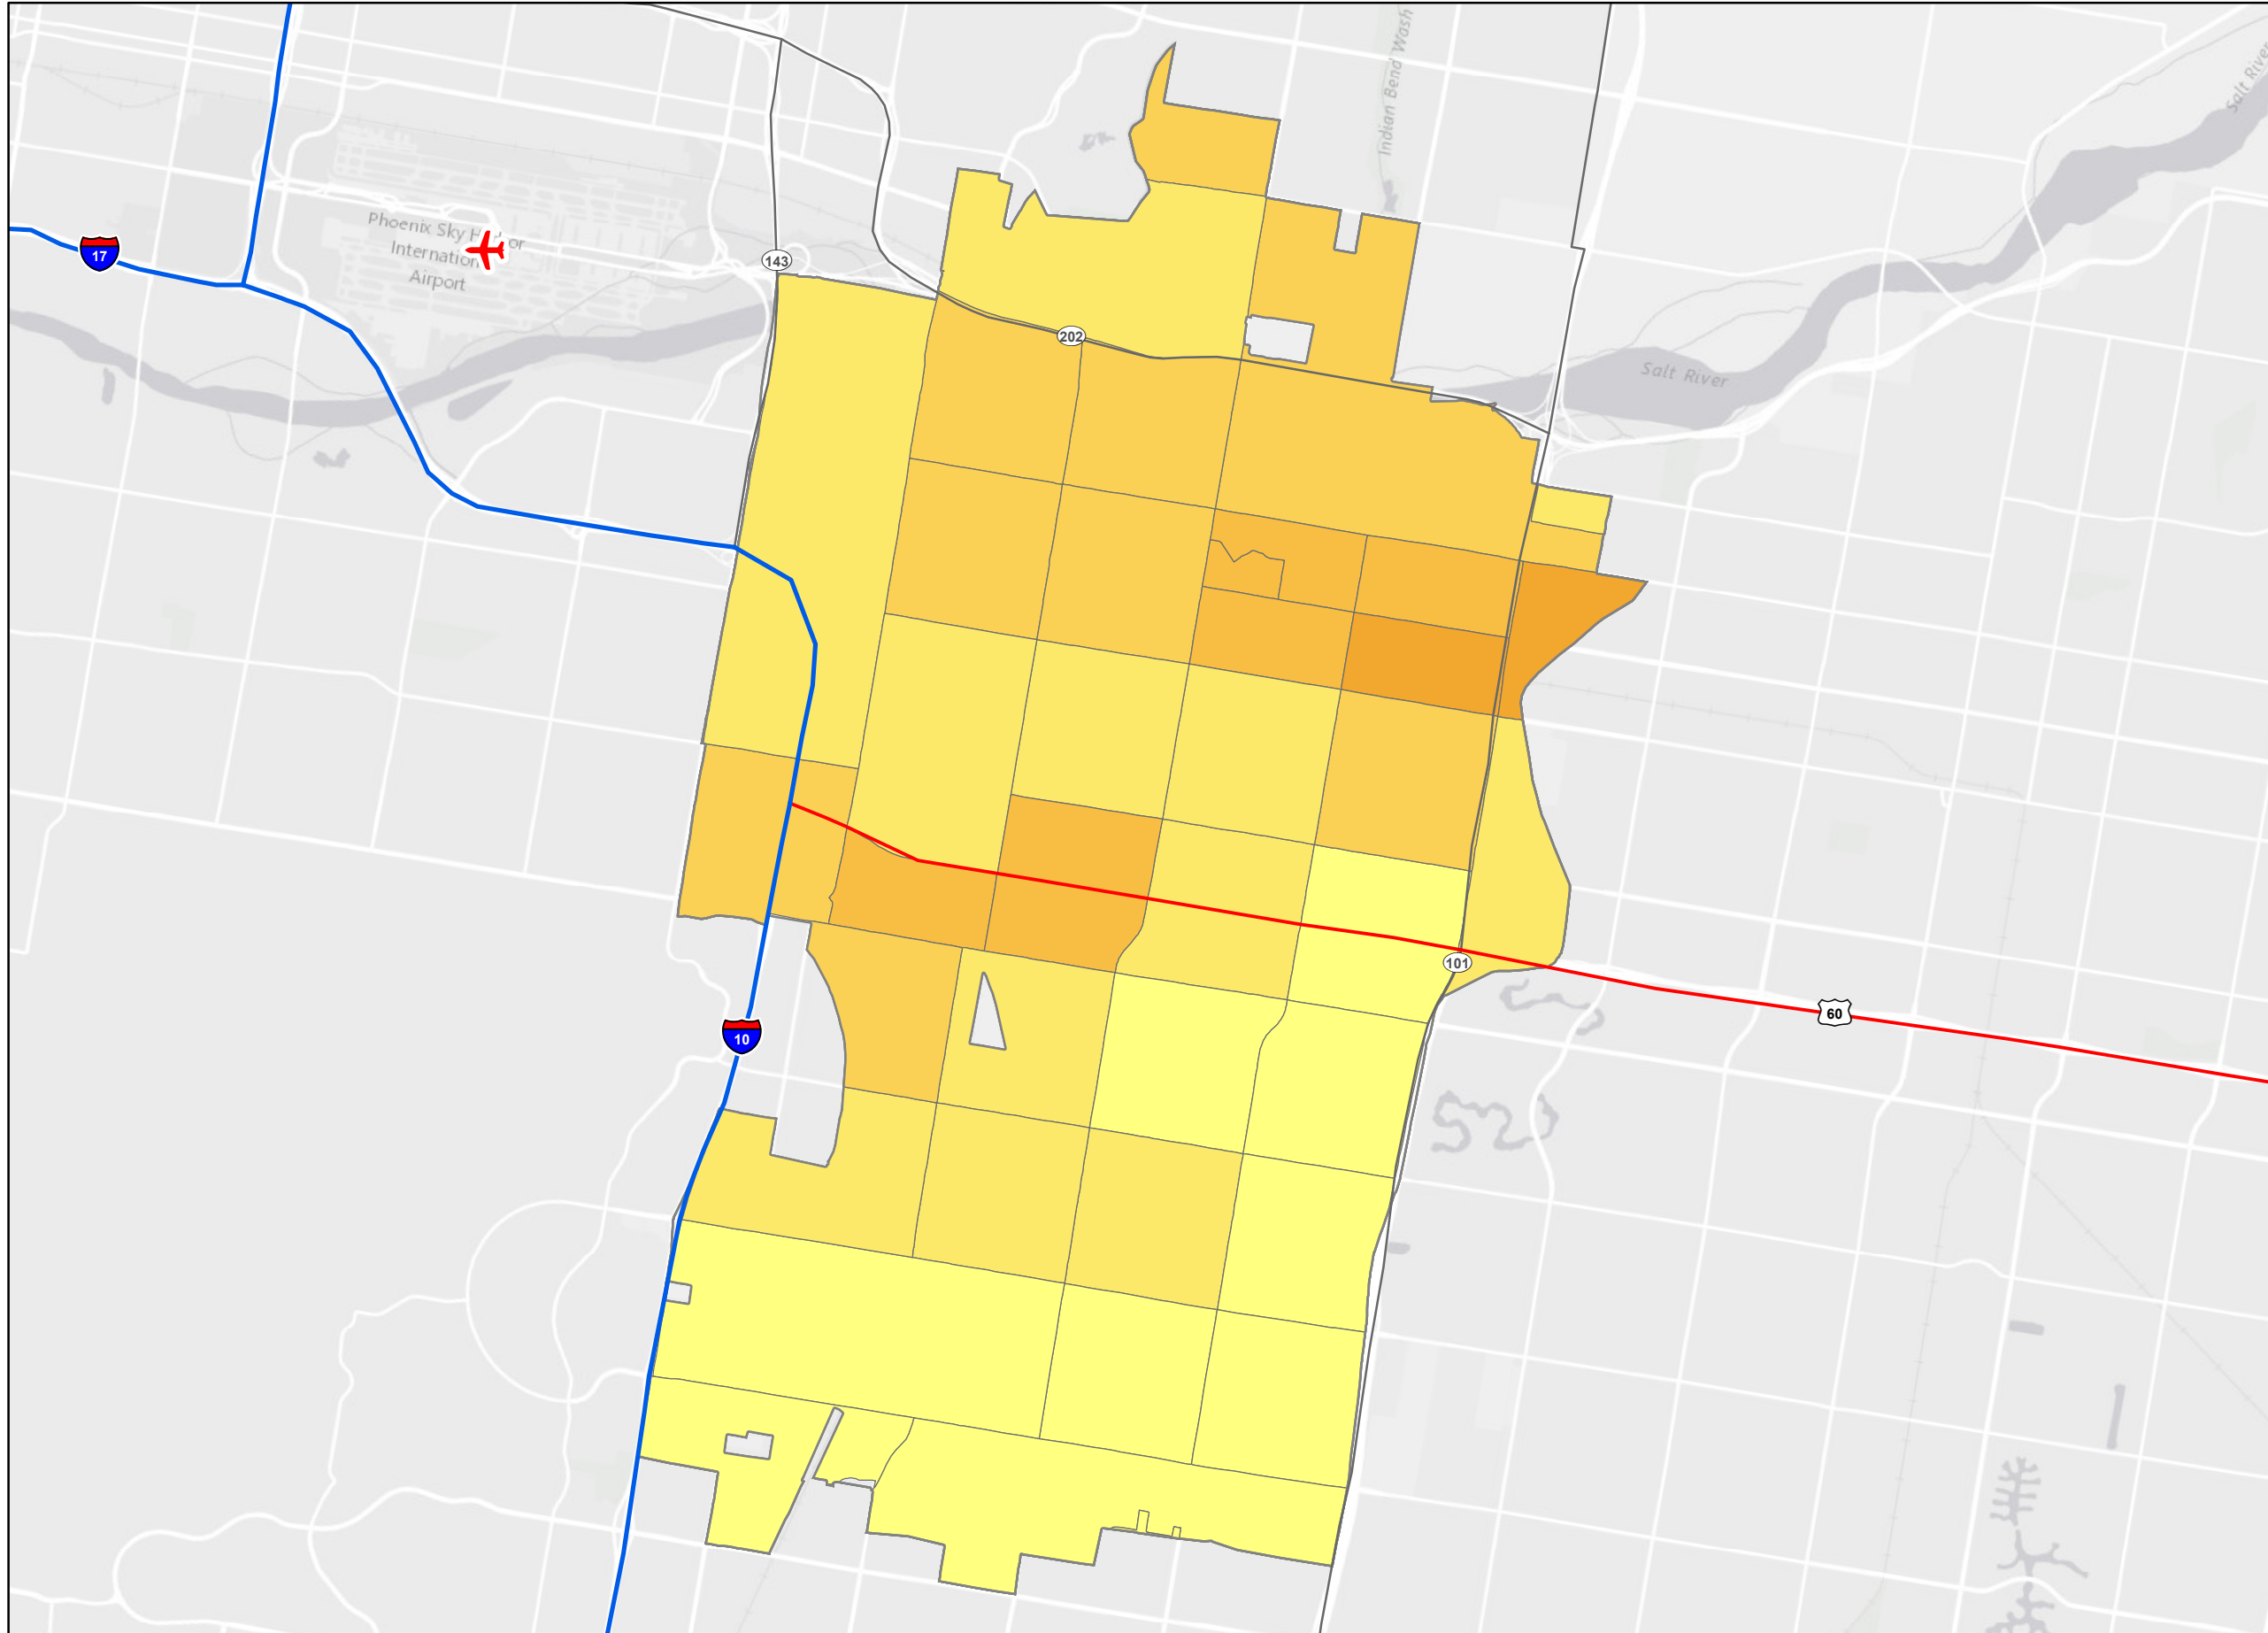 Indian Bend Wash
Salt River
Phoenix Sky Harbor
International
Airport
17
143
202
Salt River
101
60
10